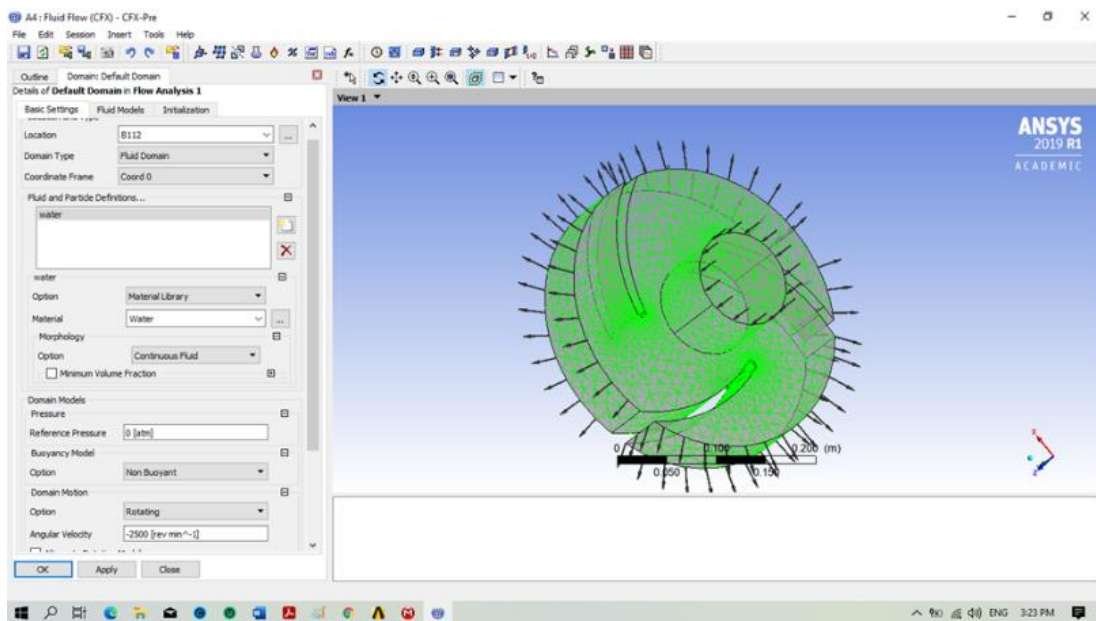 A4 : Fluid Flow (CFX) - CFX-Pre
File Edit Session Insert Tools Help
Outline Domain: Default Domain
Details of Default Domain in Flow Analysis 1
Basic Settings Fluid Models Initialization
Location B112
Domain Type Fluid Domain
Coordinate Frame Coord 0
Fluid and Particle Definitions...
water
water
Option Material Library
Material Water
Morphology
Option Continuous Fluid
Minimum Volume Fraction
Domain Models
Pressure
Reference Pressure 0 [atm]
Buoyancy Model
Option Non Buoyant
Domain Motion
Option Rotating
Angular Velocity -2500 [rev min^-1]
OK Apply Close
View 1
ANSYS
2019 R1
ACADEMIC
0 0.100 0.200 (m)
0.050 0.150
X
Z
ENG 3:23 PM